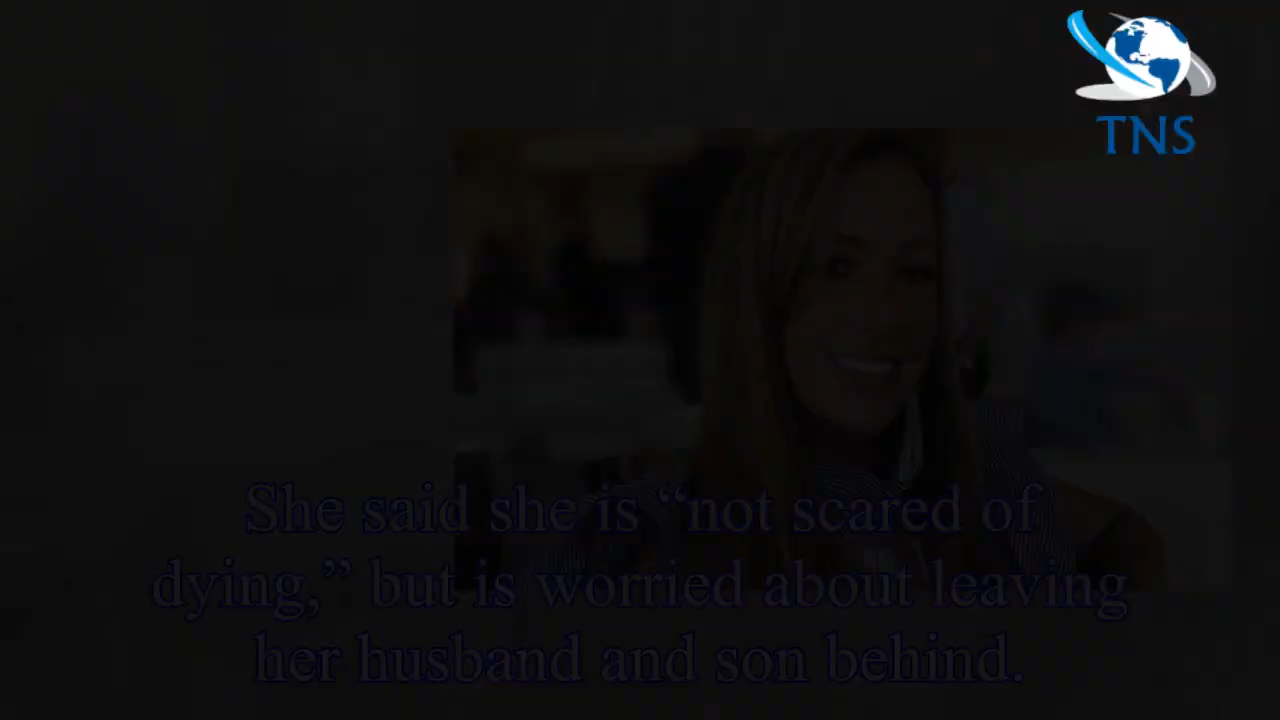 TNS
She said she is “not scared of
dying,” but is worried about leaving
her husband and son behind.